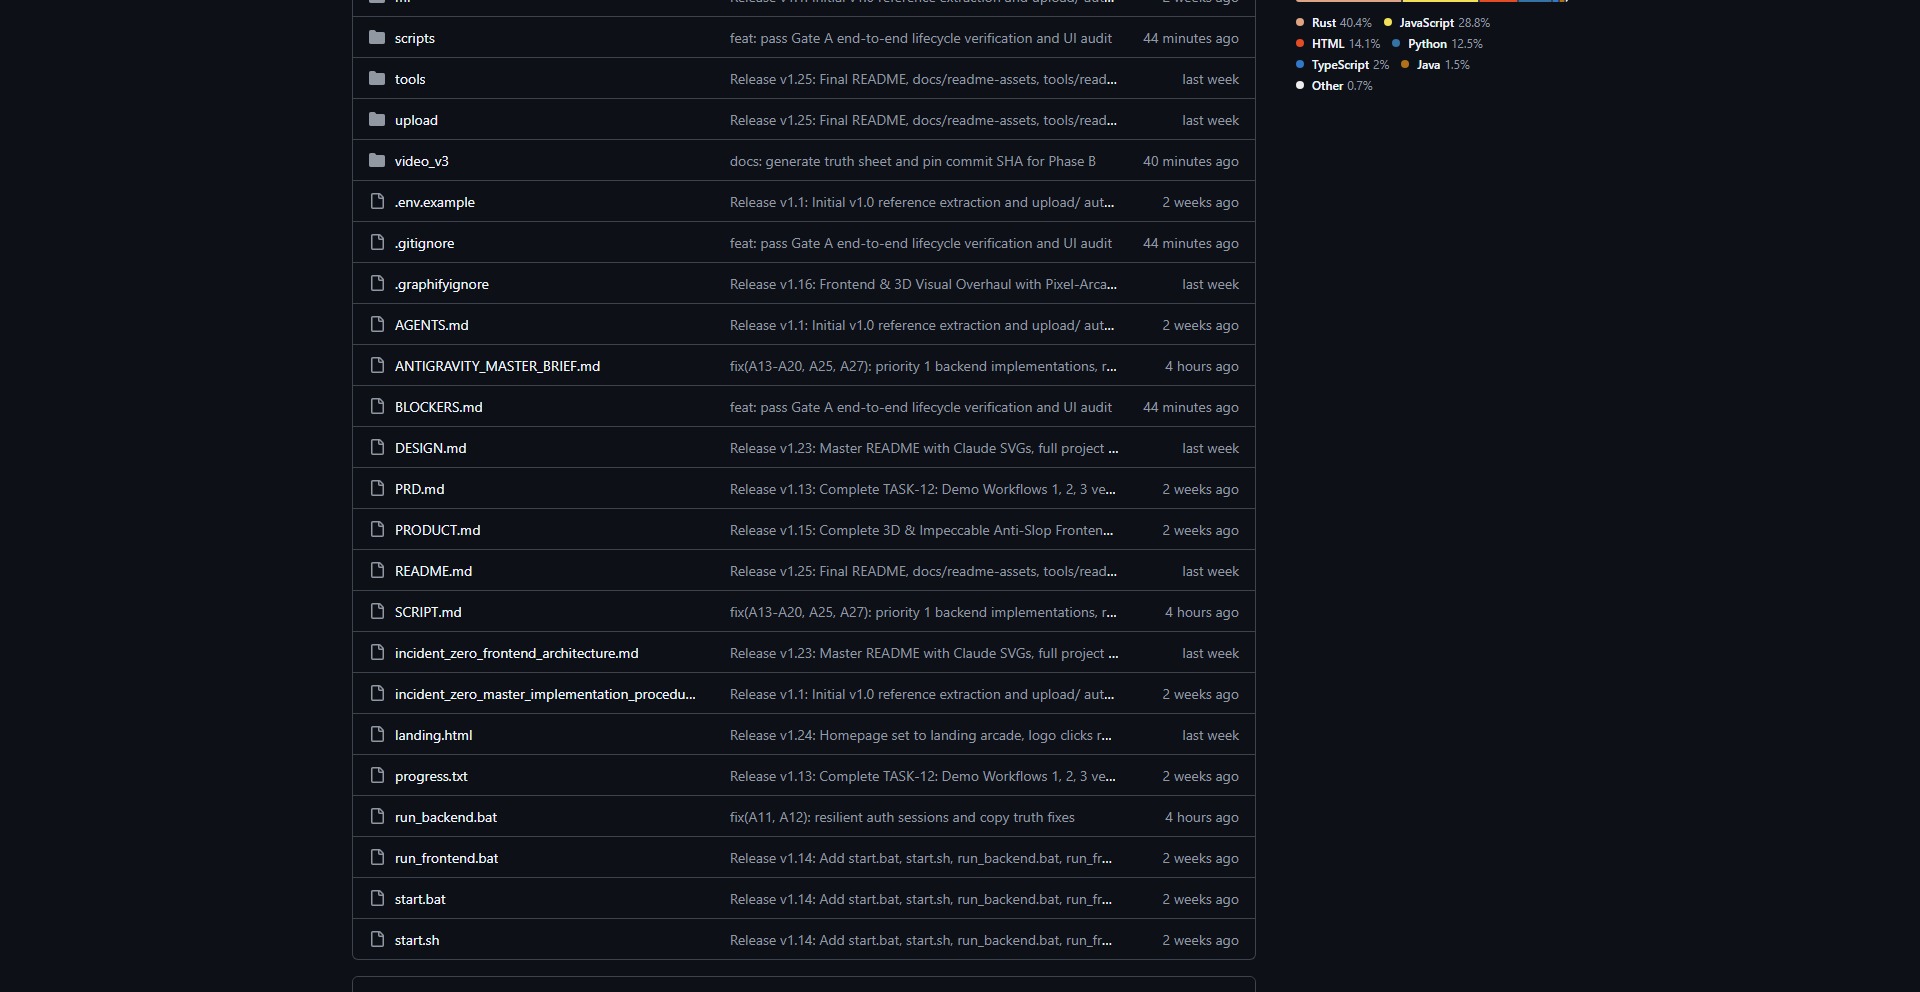 scripts feat: pass Gate A end-to-end lifecycle verification and UI audit 44 minutes ago
tools Release v1.25: Final README, docs/readme-assets, tools/read... last week
upload Release v1.25: Final README, docs/readme-assets, tools/read... last week
video_v3 docs: generate truth sheet and pin commit SHA for Phase B 40 minutes ago
.env.example Release v1.1: Initial v1.0 reference extraction and upload/ aut... 2 weeks ago
.gitignore feat: pass Gate A end-to-end lifecycle verification and UI audit 44 minutes ago
.graphifyignore Release v1.16: Frontend & 3D Visual Overhaul with Pixel-Arca... last week
AGENTS.md Release v1.1: Initial v1.0 reference extraction and upload/ aut... 2 weeks ago
ANTIGRAVITY_MASTER_BRIEF.md fix(A13-A20, A25, A27): priority 1 backend implementations, r... 4 hours ago
BLOCKERS.md feat: pass Gate A end-to-end lifecycle verification and UI audit 44 minutes ago
DESIGN.md Release v1.23: Master README with Claude SVGs, full project ... last week
PRD.md Release v1.13: Complete TASK-12: Demo Workflows 1, 2, 3 ve... 2 weeks ago
PRODUCT.md Release v1.15: Complete 3D & Impeccable Anti-Slop Fronten... 2 weeks ago
README.md Release v1.25: Final README, docs/readme-assets, tools/read... last week
SCRIPT.md fix(A13-A20, A25, A27): priority 1 backend implementations, r... 4 hours ago
incident_zero_frontend_architecture.md Release v1.23: Master README with Claude SVGs, full project ... last week
incident_zero_master_implementation_procedu... Release v1.1: Initial v1.0 reference extraction and upload/ aut... 2 weeks ago
landing.html Release v1.24: Homepage set to landing arcade, logo clicks r... last week
progress.txt Release v1.13: Complete TASK-12: Demo Workflows 1, 2, 3 ve... 2 weeks ago
run_backend.bat fix(A11, A12): resilient auth sessions and copy truth fixes 4 hours ago
run_frontend.bat Release v1.14: Add start.bat, start.sh, run_backend.bat, run_fr... 2 weeks ago
start.bat Release v1.14: Add start.bat, start.sh, run_backend.bat, run_fr... 2 weeks ago
start.sh Release v1.14: Add start.bat, start.sh, run_backend.bat, run_fr... 2 weeks ago
Rust 40.4% JavaScript 28.8%
HTML 14.1% Python 12.5%
TypeScript 2% Java 1.5%
Other 0.7%